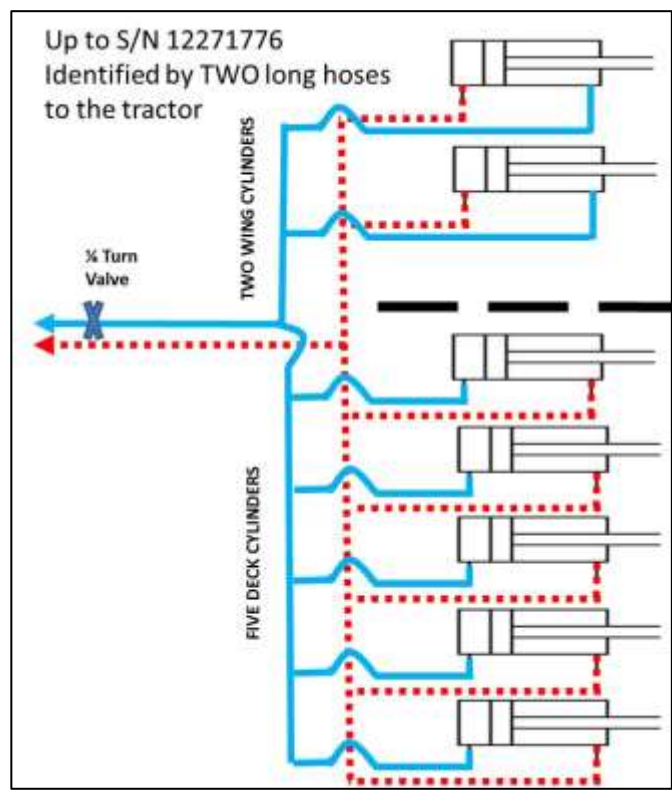 Up to S/N 12271776
Identified by TWO long hoses
to the tractor
TWO WING CYLINDERS
¼ Turn
Valve
FIVE DECK CYLINDERS